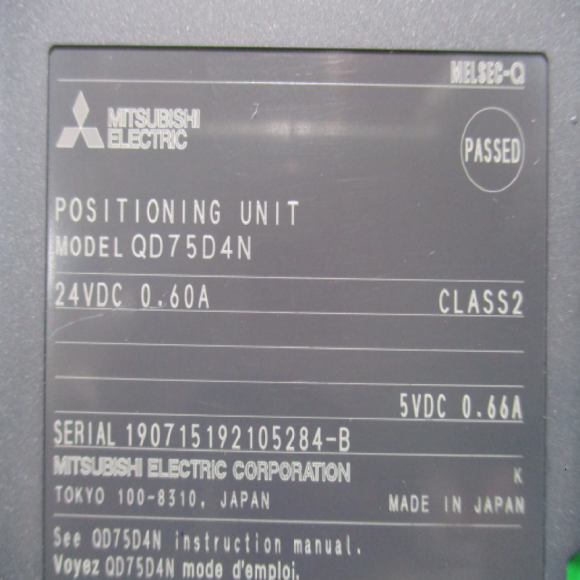 MELSEC-Q
MITSUBISHI
ELECTRIC
PASSED
POSITIONING UNIT
MODEL QD75D4N
24VDC 0.60A CLASS2
5VDC 0.66A
SERIAL 190715192105284-B
MITSUBISHI ELECTRIC CORPORATION K
TOKYO 100-8310, JAPAN MADE IN JAPAN
See QD75D4N instruction manual.
Voyez QD75D4N mode d'emploi.